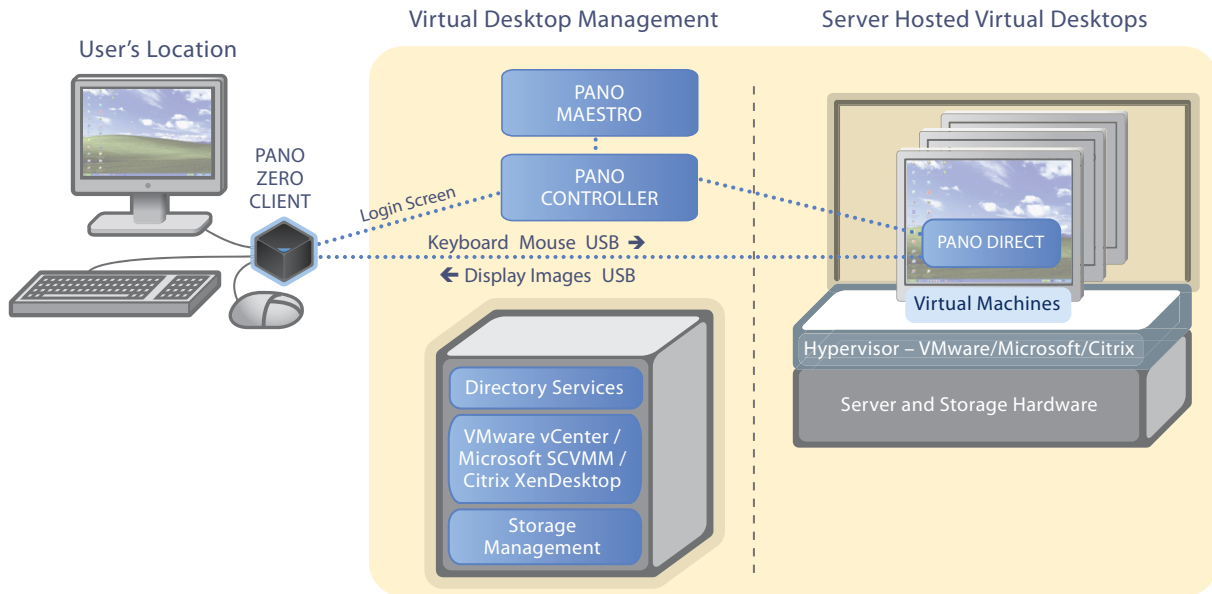 Virtual Desktop Management
Server Hosted Virtual Desktops
User’s Location
PANO
ZERO
CLIENT
PANO
MAESTRO
PANO
CONTROLLER
Login Screen
Keyboard Mouse USB →
← Display Images USB
PANO DIRECT
Virtual Machines
Hypervisor – VMware/Microsoft/Citrix
Server and Storage Hardware
Directory Services
VMware vCenter /
Microsoft SCVMM /
Citrix XenDesktop
Storage
Management